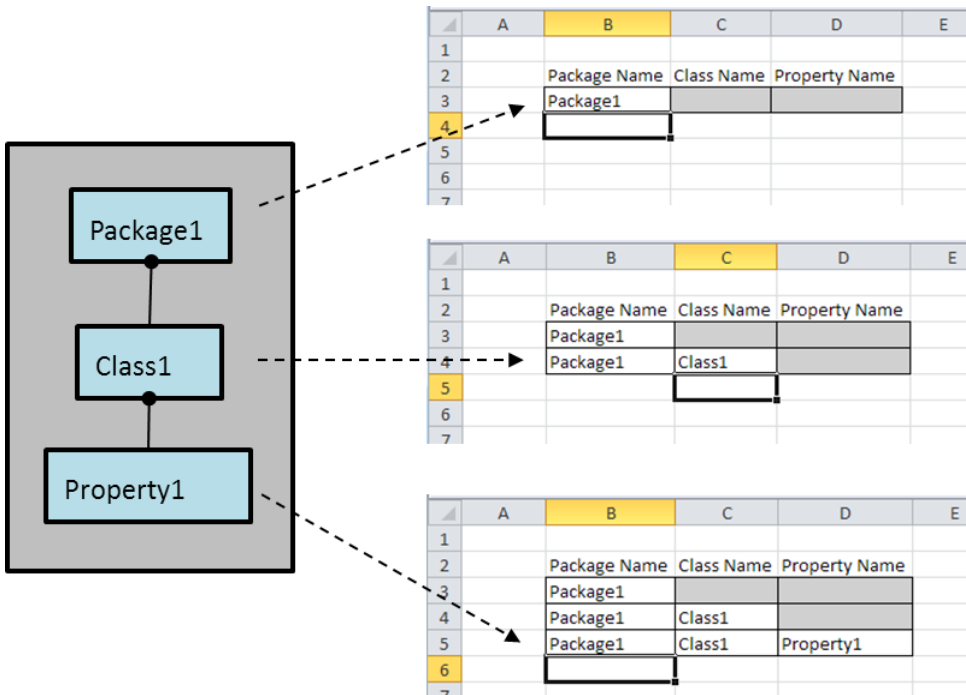 Package1
Class1
Property1
A B C D E
1
2 Package Name Class Name Property Name
3 Package1
4
5
6
7
A B C D E
1
2 Package Name Class Name Property Name
3 Package1
4 Package1 Class1
5
6
7
A B C D E
1
2 Package Name Class Name Property Name
3 Package1
4 Package1 Class1
5 Package1 Class1 Property1
6
7